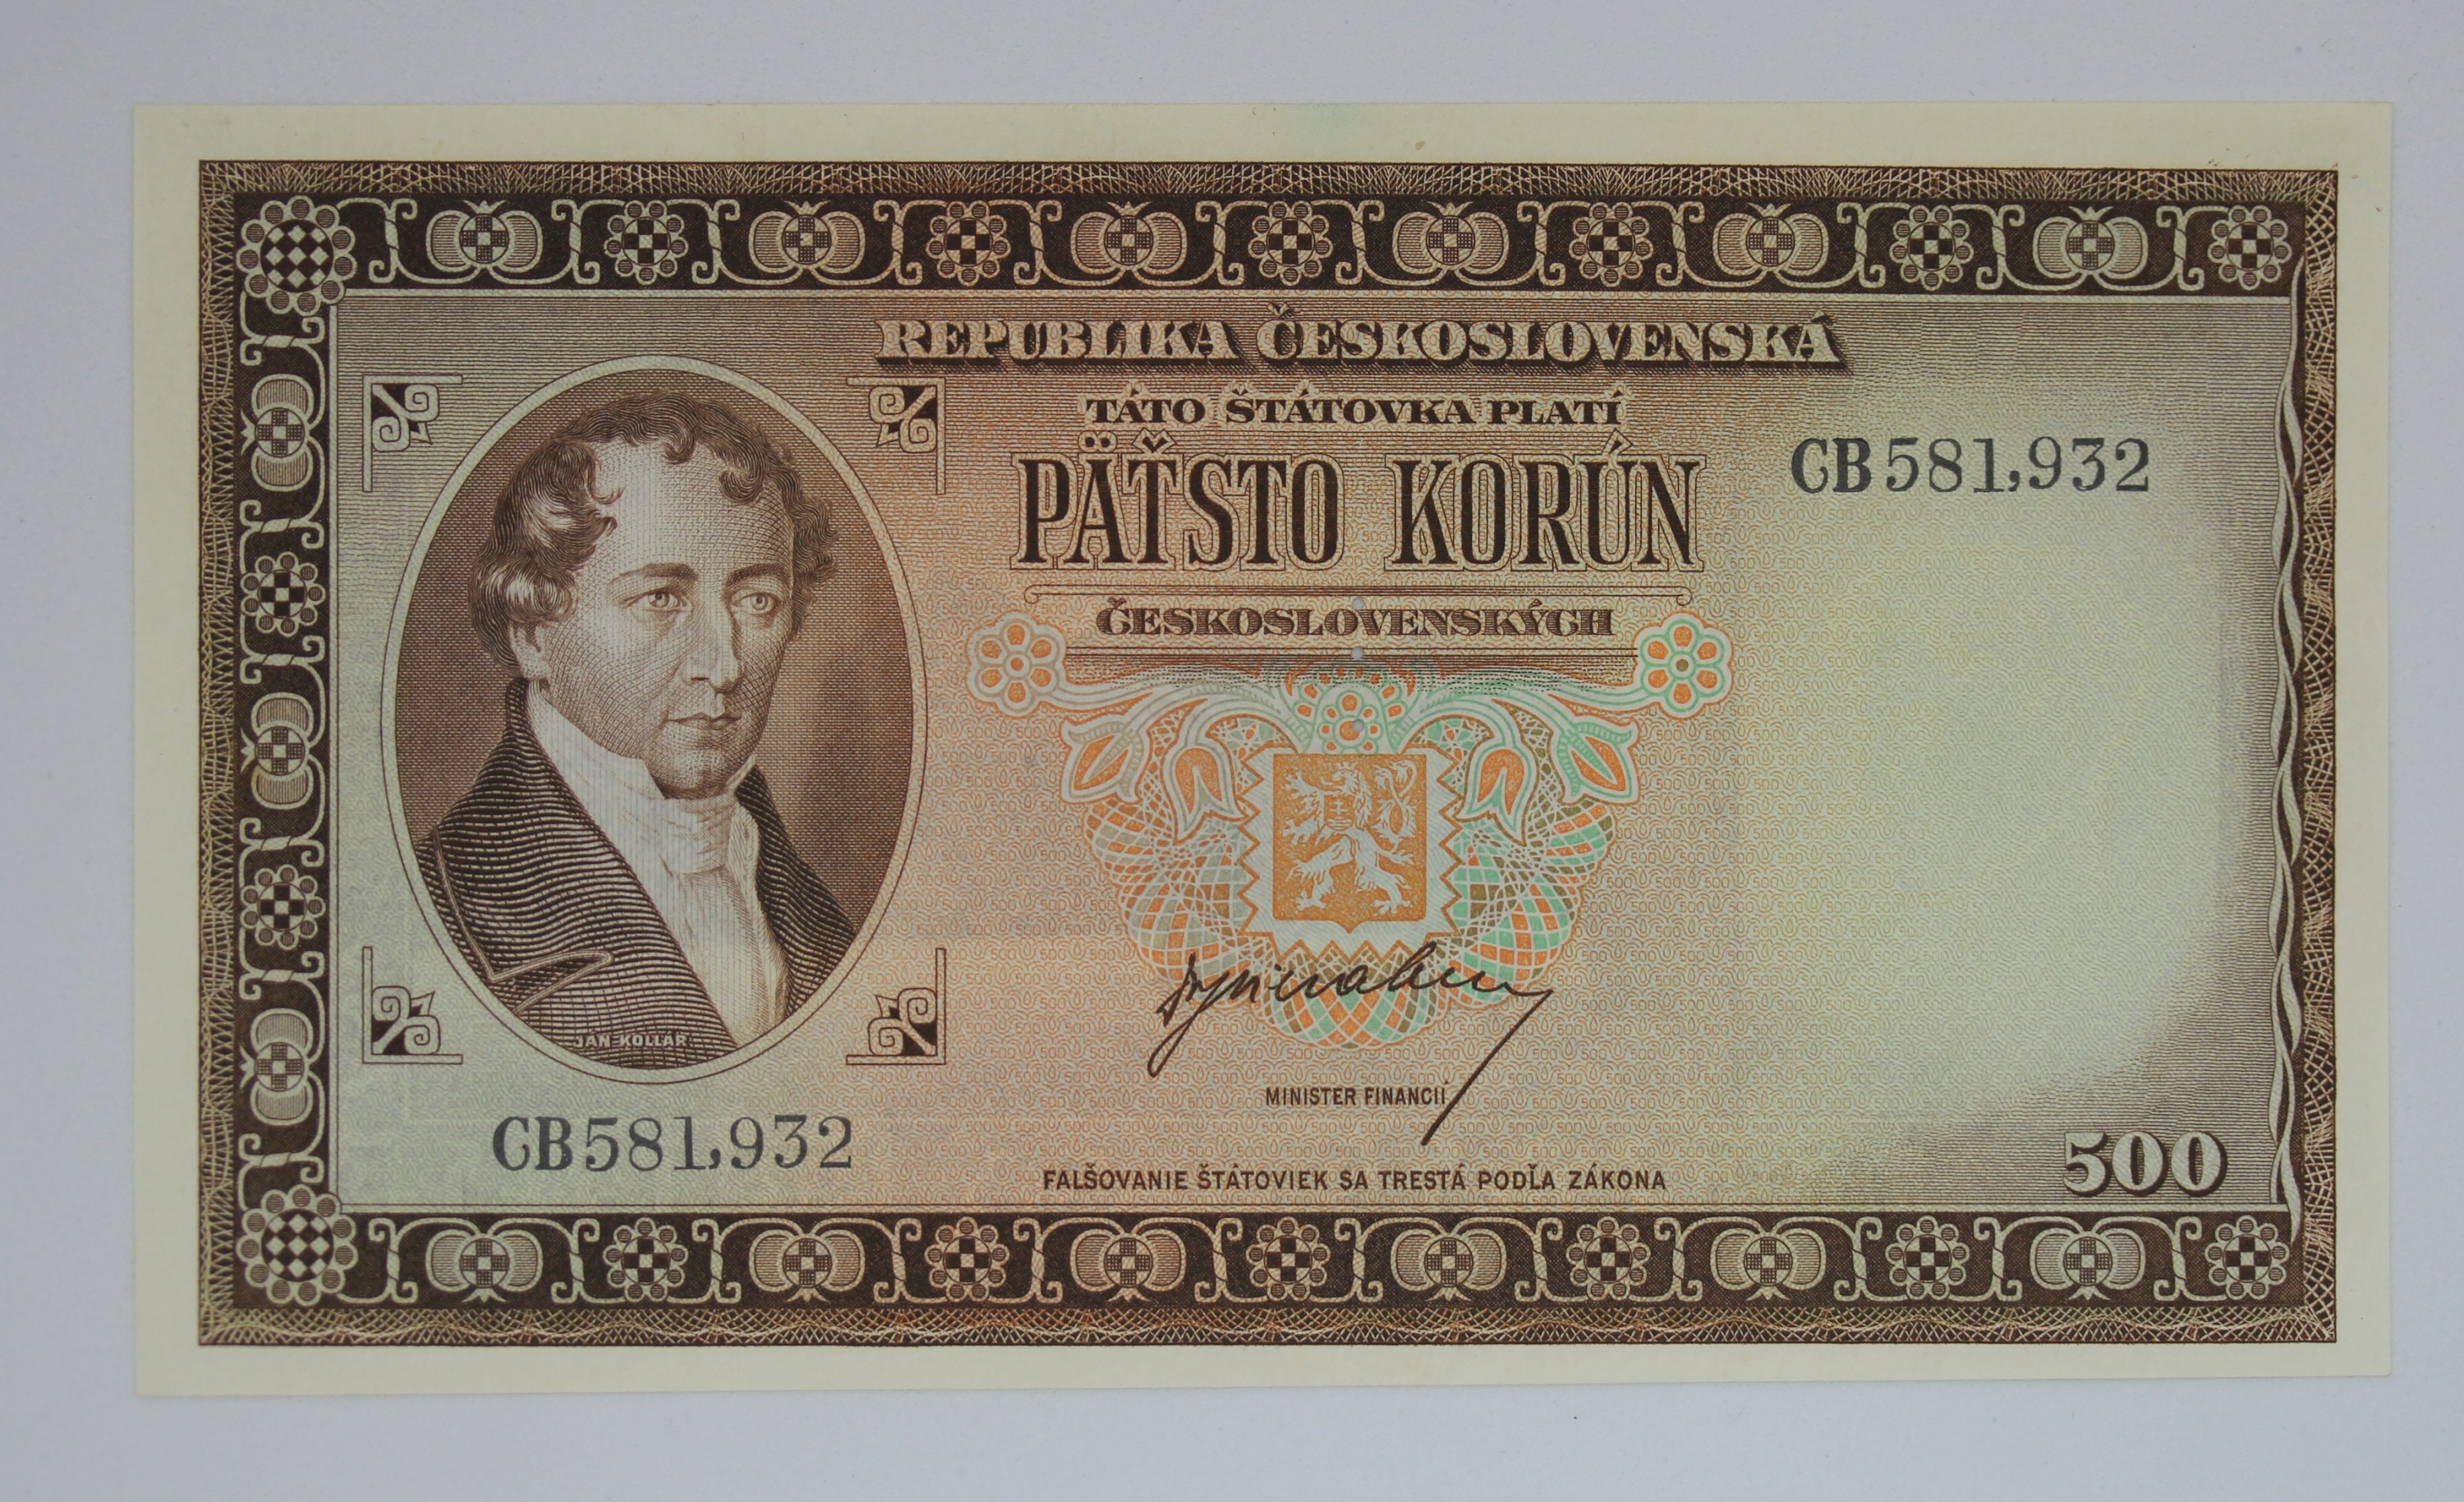 REPUBLIKA ČESKOSLOVENSKÁ
TÁTO ŠTÁTOVKA PLATÍ
PÄŤSTO KORÚN
ČESKOSLOVENSKÝCH
CB581,932
JÁN KOLLÁR
MINISTER FINANCIÍ
CB581,932
FALŠOVANIE ŠTÁTOVIEK SA TRESTÁ PODĽA ZÁKONA
500